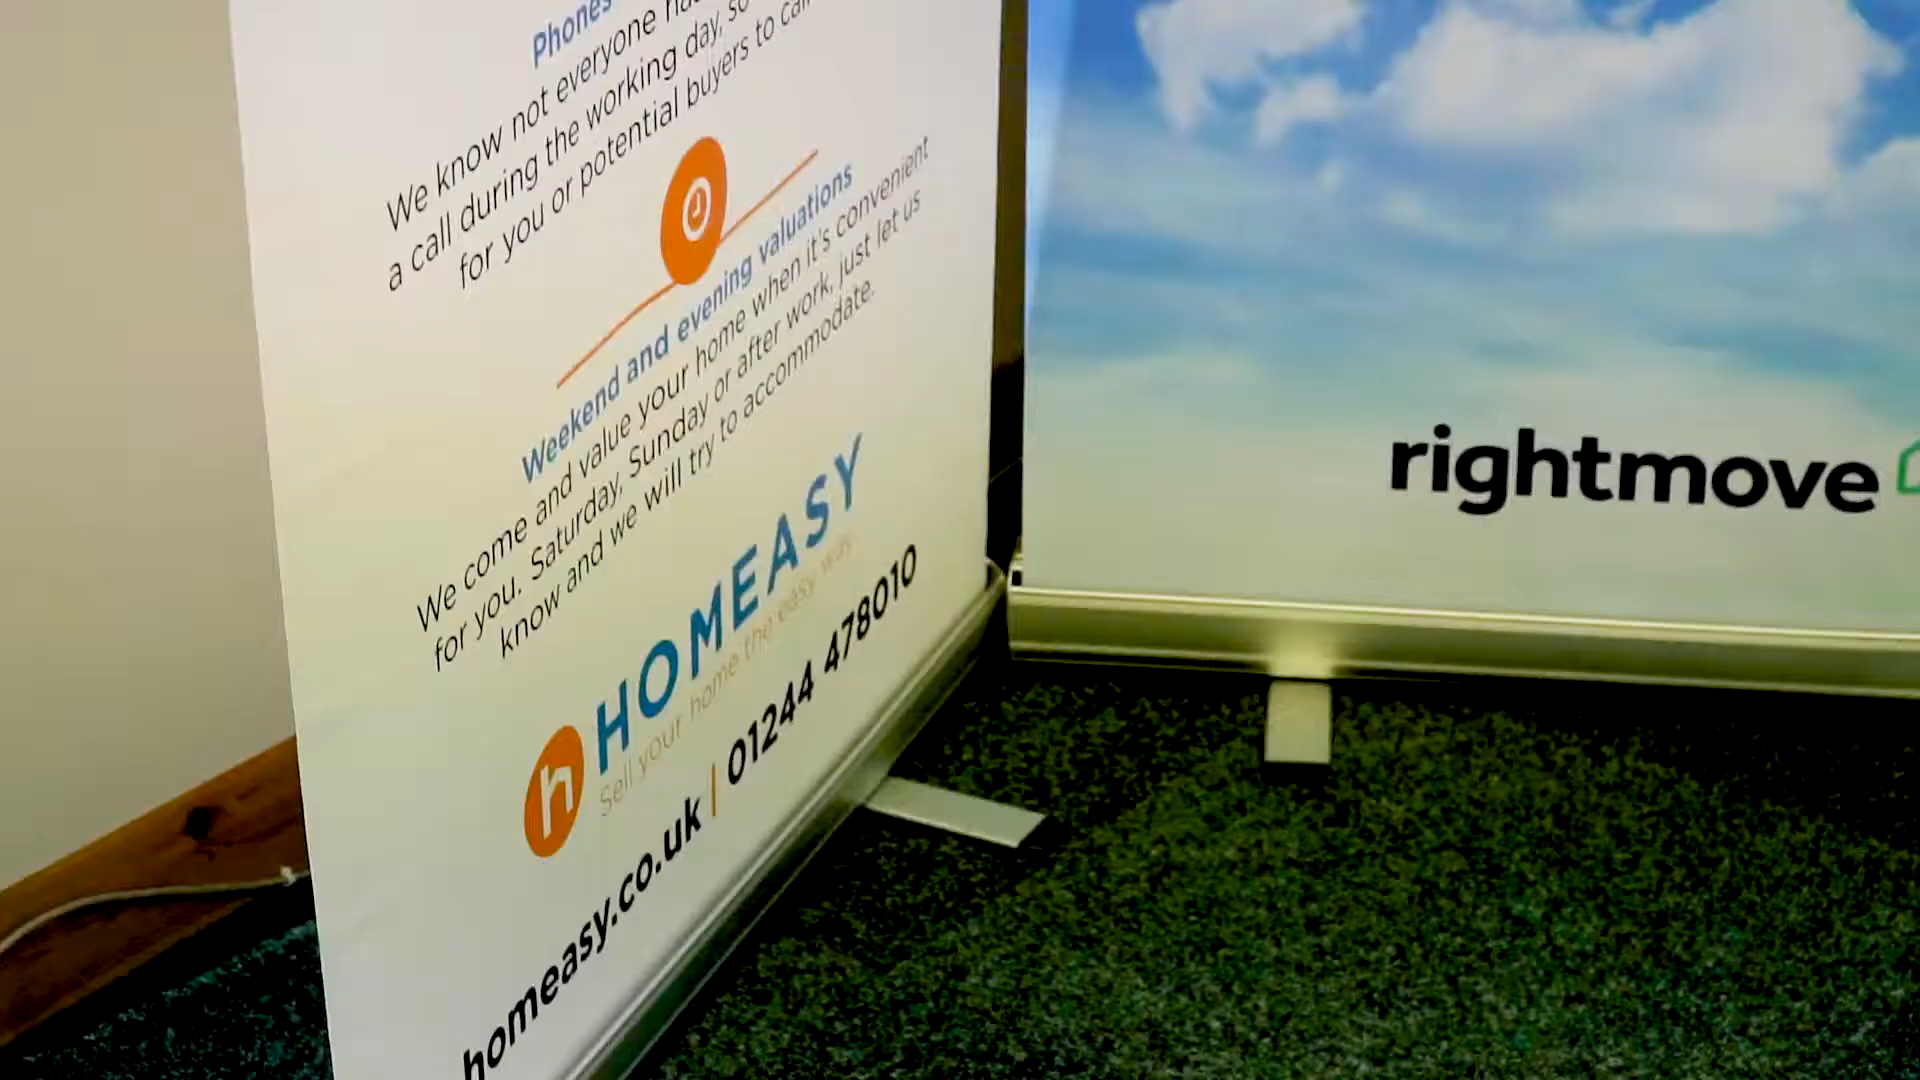 Phones
We know not everyone ha
a call during the working day, so
for you or potential buyers to call
Weekend and evening valuations
We come and value your home when it's convenient
for you. Saturday, Sunday or after work, just let us
know and we will try to accommodate.
h HOMEASY
Sell your home the easy way
homeasy.co.uk | 01244 478010
rightmove